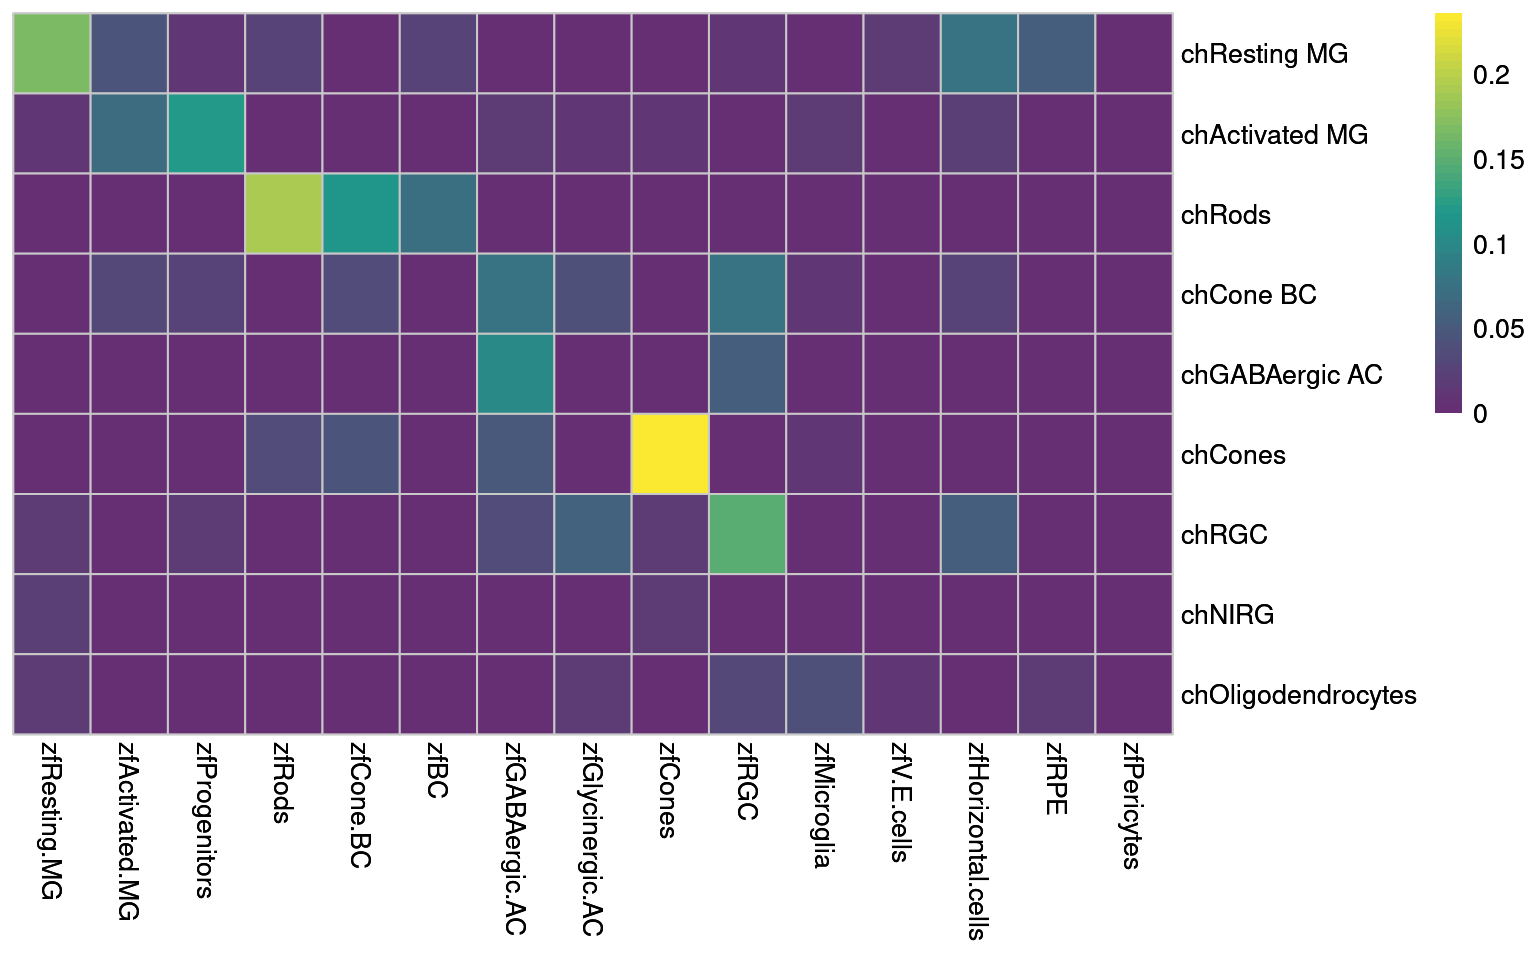 chResting MG
chActivated MG
chRods
chCone BC
chGABAergic AC
chCones
chRGC
chNIRG
chOligodendrocytes
0.2
0.15
0.1
0.05
0
zfResting.MG
zfActivated.MG
zfProgenitors
zfRods
zfCone.BC
zfBC
zfGABAergic.AC
zfGlycinergic.AC
zfCones
zfRGC
zfMicroglia
zfV.E.cells
zfHorizontal.cells
zfRPE
zfPericytes